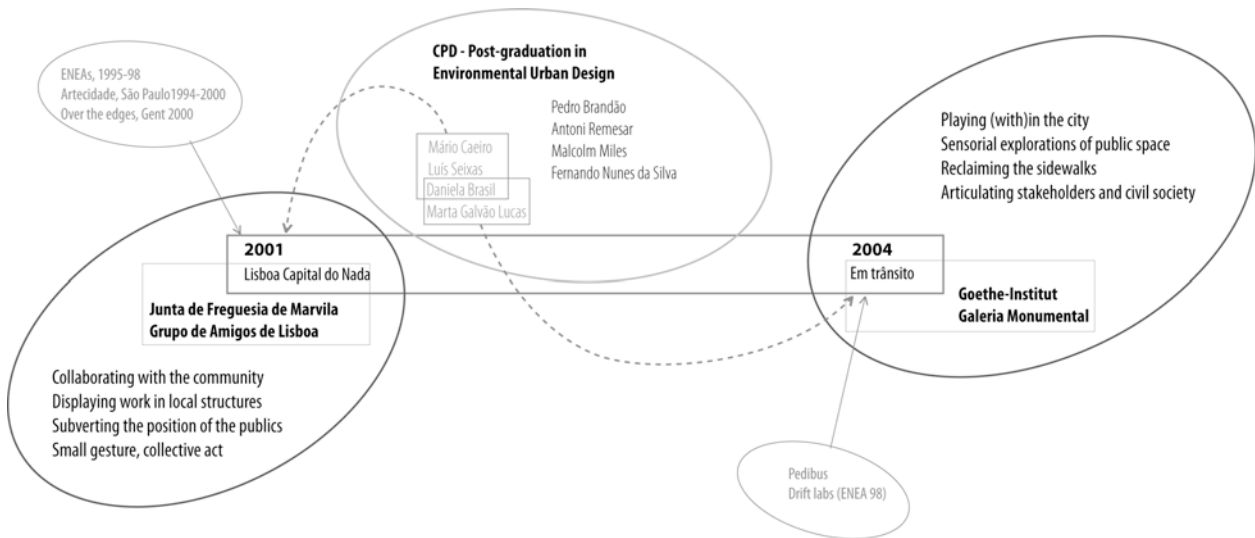 ENEAs, 1995-98
Artecidade, São Paulo1994-2000
Over the edges, Gent 2000
CPD - Post-graduation in
Environmental Urban Design
Pedro Brandão
Antoni Remesar
Malcolm Miles
Fernando Nunes da Silva
Mário Caeiro
Luís Seixas
Daniela Brasil
Marta Galvão Lucas
Playing (with)in the city
Sensorial explorations of public space
Reclaiming the sidewalks
Articulating stakeholders and civil society
2001
Lisboa Capital do Nada
Junta de Freguesia de Marvila
Grupo de Amigos de Lisboa
2004
Em trânsito
Goethe-Institut
Galeria Monumental
Collaborating with the community
Displaying work in local structures
Subverting the position of the publics
Small gesture, collective act
Pedibus
Drift labs (ENEA 98)